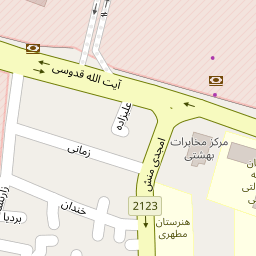 آیت الله قدوسی
علیزاده
امجدی منش
زمانی
مرکز مخابرات
بهشتی
خندان
بردیا
2123
هنرستان
مطهری